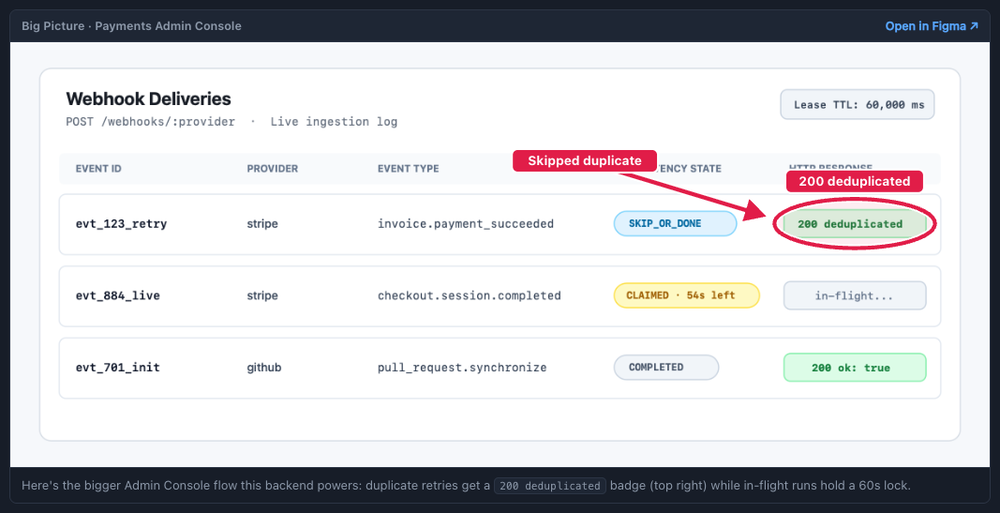 Big Picture · Payments Admin Console
Open in Figma ↗
Webhook Deliveries
POST /webhooks/:provider · Live ingestion log
Lease TTL: 60,000 ms
Skipped duplicate
EVENT ID PROVIDER EVENT TYPE ENCY STATE HTTP RESPONSE
200 deduplicated
evt_123_retry stripe invoice.payment_succeeded SKIP_OR_DONE 200 deduplicated
evt_884_live stripe checkout.session.completed CLAIMED · 54s left in-flight...
evt_701_init github pull_request.synchronize COMPLETED 200 ok: true
Here's the bigger Admin Console flow this backend powers: duplicate retries get a 200 deduplicated badge (top right) while in-flight runs hold a 60s lock.